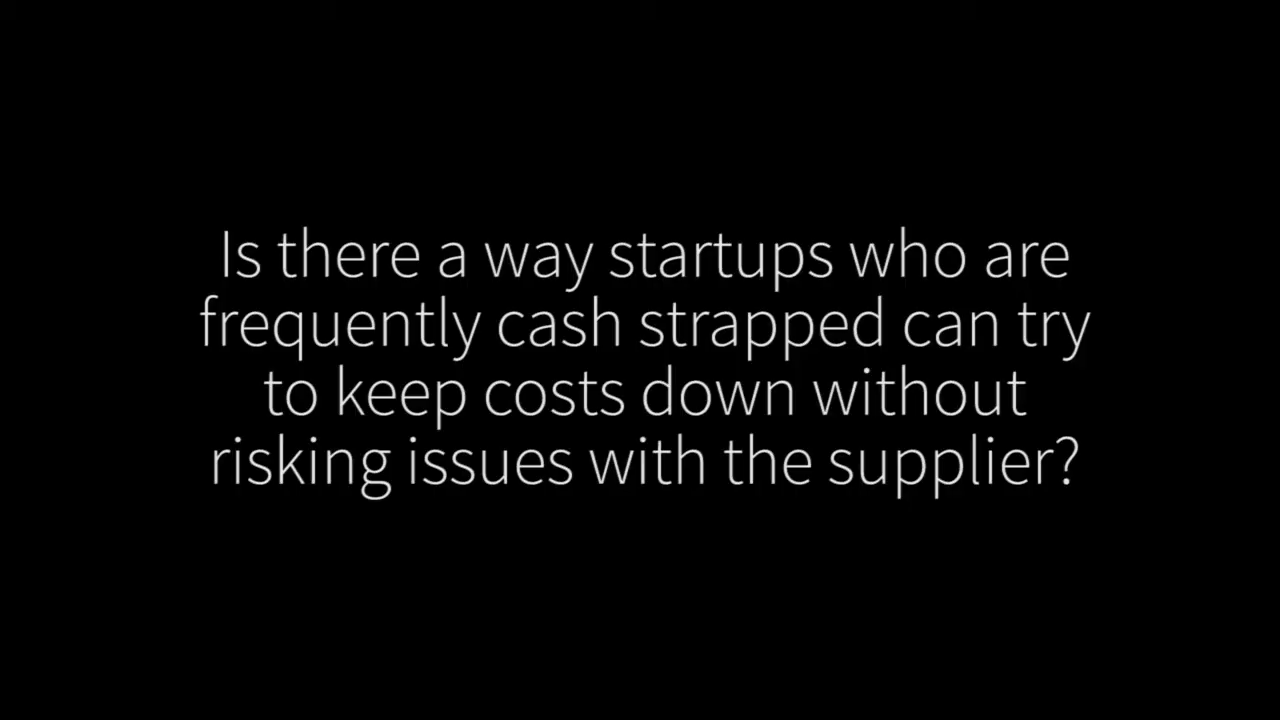 Is there a way startups who are
frequently cash strapped can try
to keep costs down without
risking issues with the supplier?